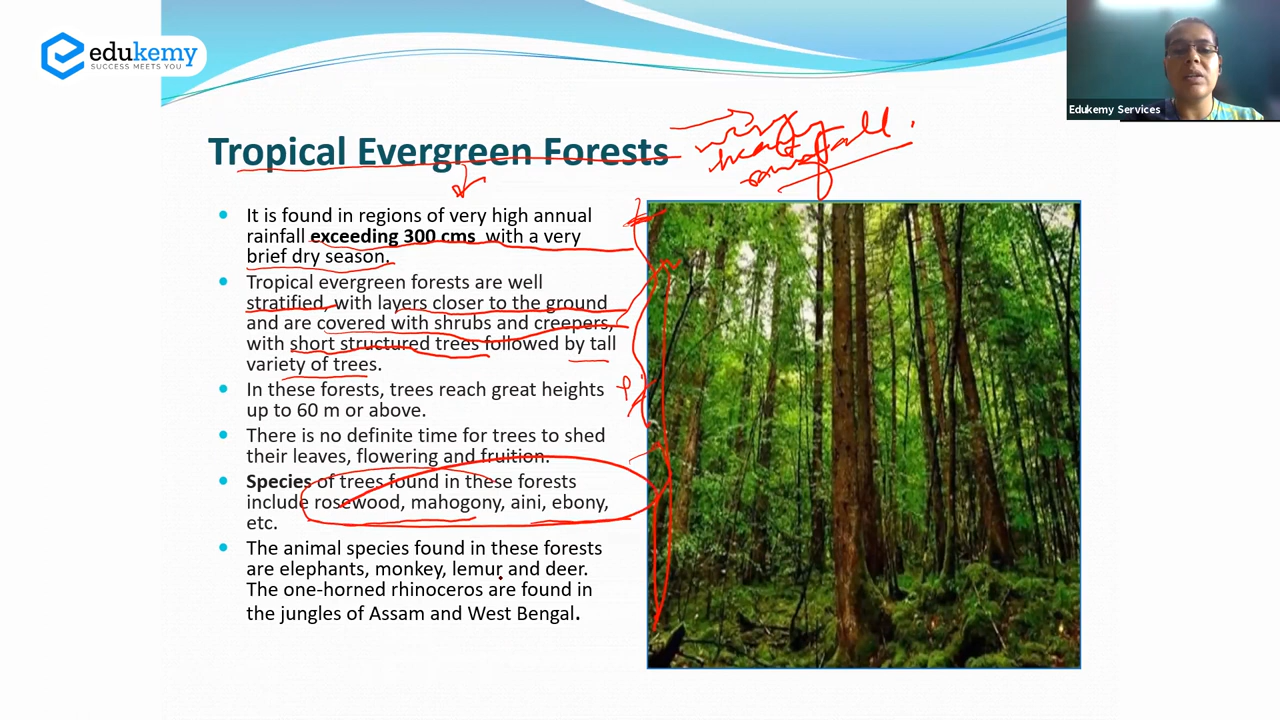 edukemy
SUCCESS MEETS YOU
Edukemy Services
Tropical Evergreen Forests
very
heavy
rainfall.
It is found in regions of very high annual
rainfall exceeding 300 cms with a very
brief dry season.
Tropical evergreen forests are well
stratified, with layers closer to the ground
and are covered with shrubs and creepers,
with short structured trees followed by tall
variety of trees.
In these forests, trees reach great heights
up to 60 m or above.
There is no definite time for trees to shed
their leaves, flowering and fruition.
Species of trees found in these forests
include rosewood, mahogony, aini, ebony,
etc.
The animal species found in these forests
are elephants, monkey, lemur and deer.
The one-horned rhinoceros are found in
the jungles of Assam and West Bengal.